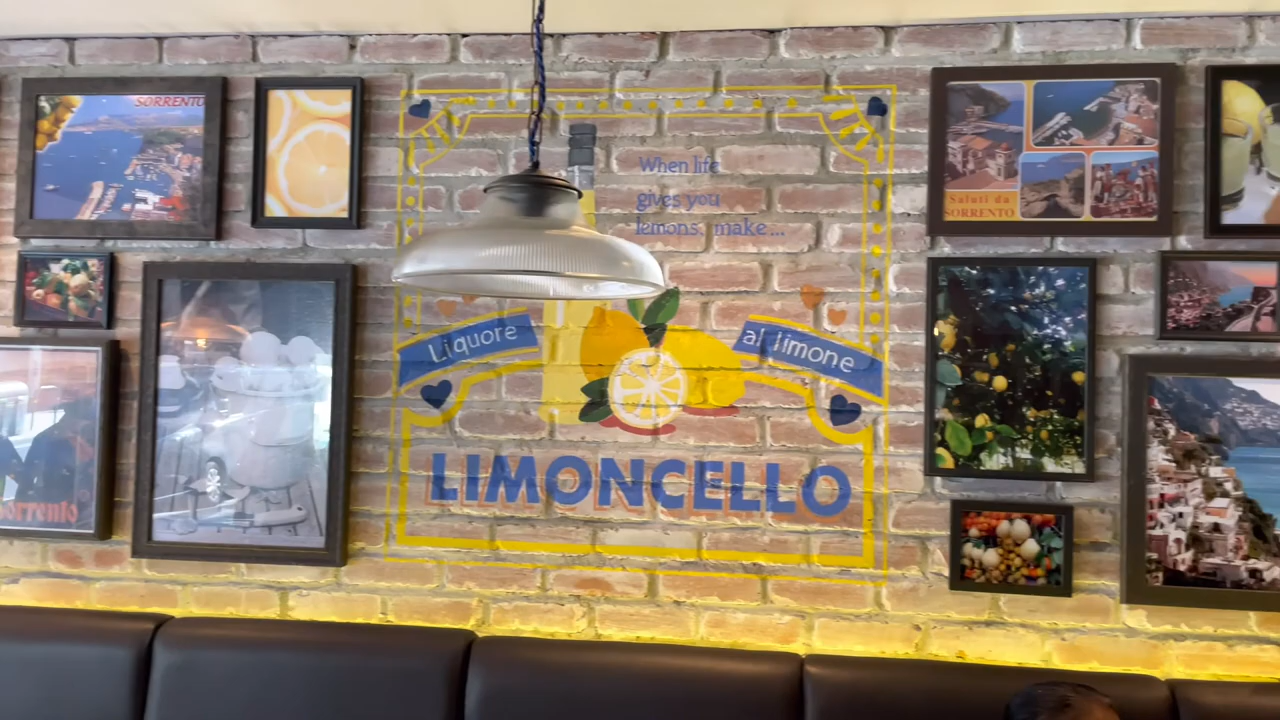 SORRENTO
When life
gives you
lemons, make...
Saluti da
SORRENTO
Liquore
al limone
LIMONCELLO
Sorrento